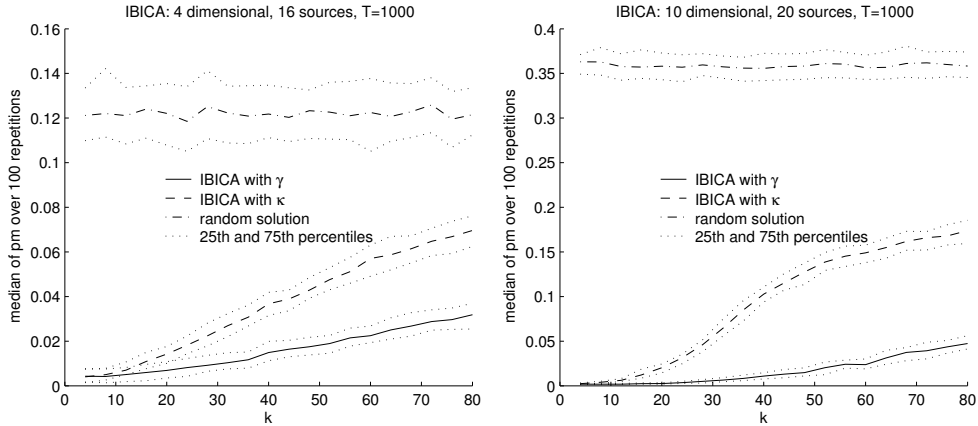 IBICA: 4 dimensional, 16 sources, T=1000
0.16
0.14
0.12
0.1
0.08
0.06
0.04
0.02
0
median of pm over 100 repetitions
IBICA with γ
IBICA with κ
random solution
25th and 75th percentiles
0 10 20 30 40 50 60 70 80
k
IBICA: 10 dimensional, 20 sources, T=1000
0.4
0.35
0.3
0.25
0.2
0.15
0.1
0.05
0
median of pm over 100 repetitions
IBICA with γ
IBICA with κ
random solution
25th and 75th percentiles
0 10 20 30 40 50 60 70 80
k